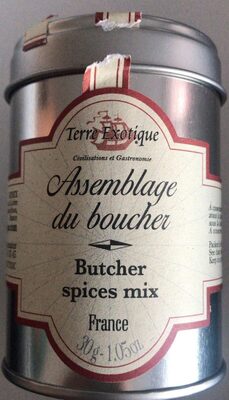 Terre Exotique
Civilisations et Gastronomie
Assemblage
du boucher
Butcher
spices mix
France
30g - 1.05oz